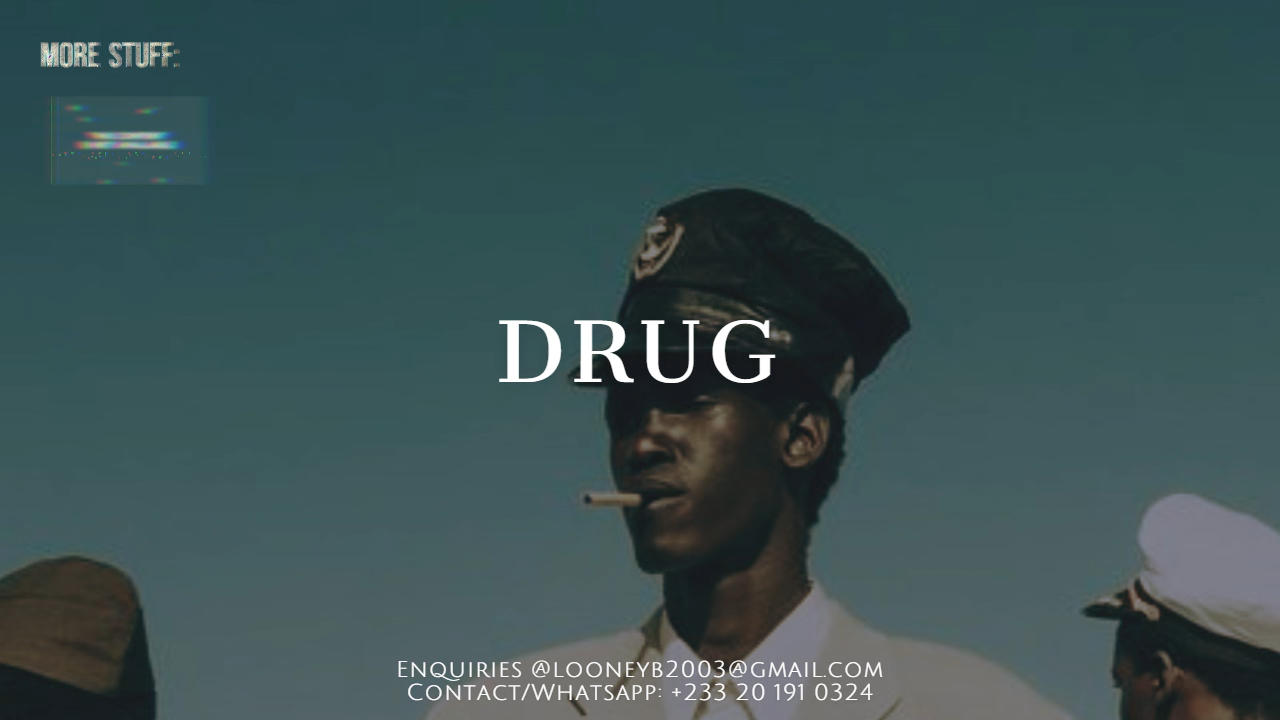 MORE STUFF:
DRUG
ENQUIRIES @LOONEYB2003@GMAIL.COM
CONTACT/WHATSAPP: +233 20 191 0324